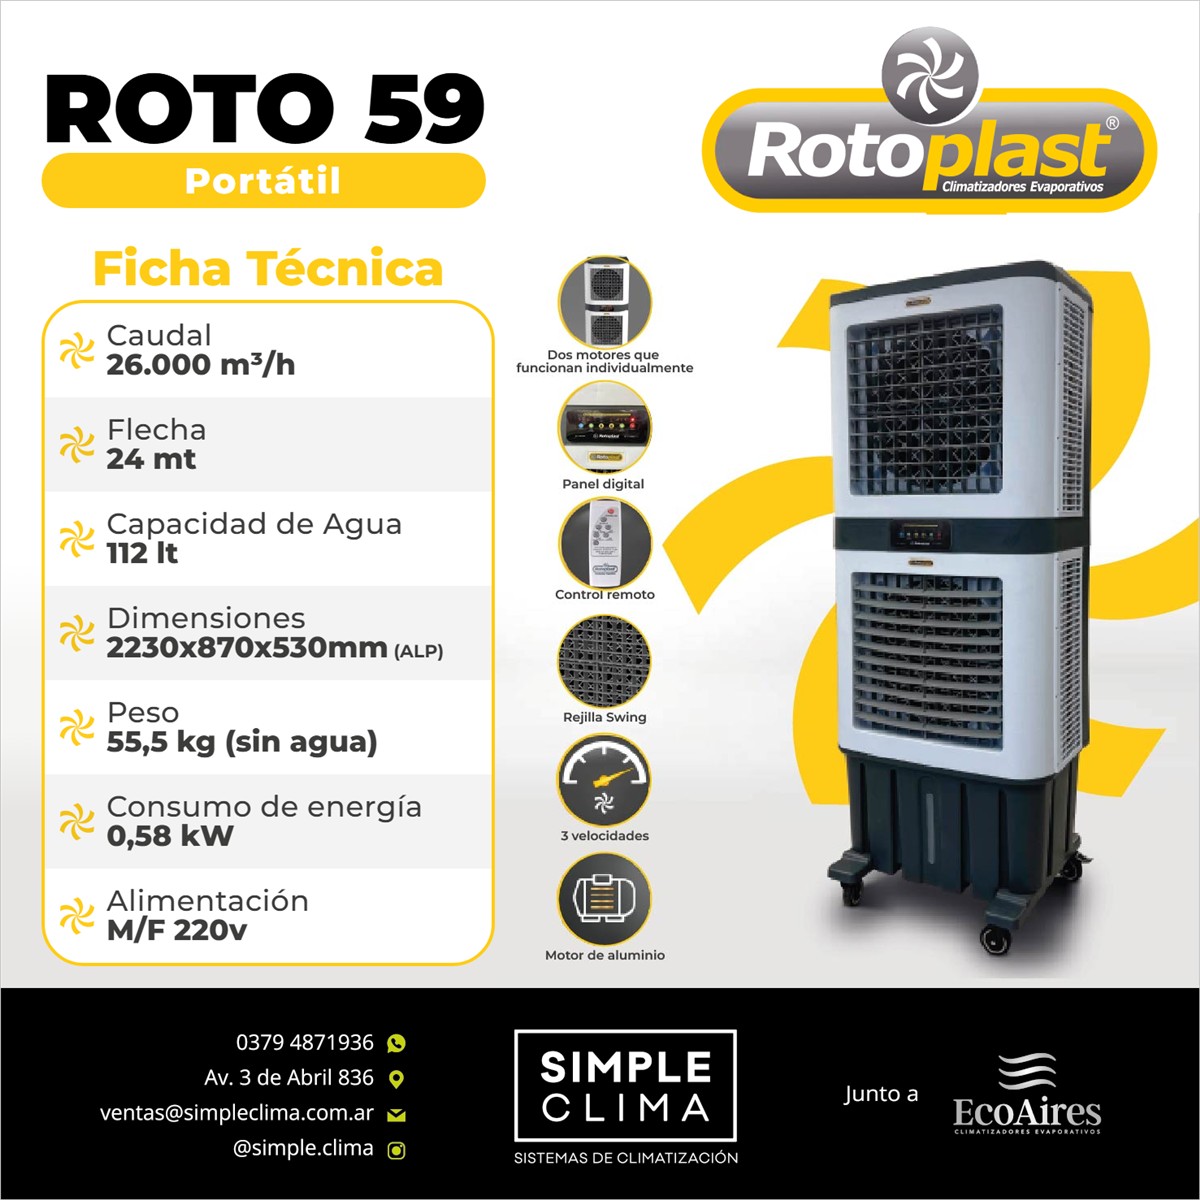 ROTO 59
Portátil
Rotoplast®
Climatizadores Evaporativos
Ficha Técnica
Caudal
26.000 m³/h
Flecha
24 mt
Capacidad de Agua
112 lt
Dimensiones
2230x870x530mm (ALP)
Peso
55,5 kg (sin agua)
Consumo de energía
0,58 kW
Alimentación
M/F 220v
Dos motores que
funcionan individualmente
Rotoplast
Panel digital
Rotoplast
Control remoto
Rejilla Swing
3 velocidades
Motor de aluminio
0379 4871936
Av. 3 de Abril 836
ventas@simpleclima.com.ar
@simple.clima
SIMPLE
CLIMA
SISTEMAS DE CLIMATIZACIÓN
Junto a
EcoAires
CLIMATIZADORES EVAPORATIVOS